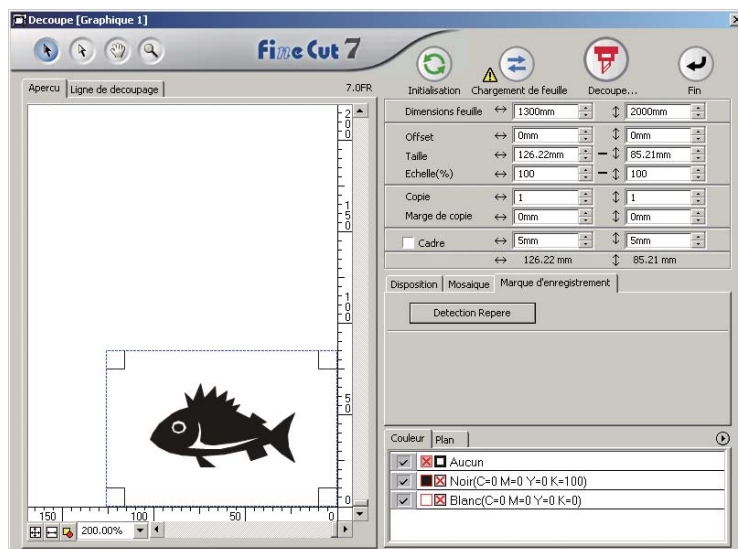 Decoupe [Graphique 1]
Fine Cut 7
Initialisation Chargement de feuille Decoupe... Fin
Apercu Ligne de decoupage 7.0FR
Dimensions feuille 1300mm 2000mm
Offset 0mm 0mm
Taille 126.22mm 85.21mm
Echelle(%) 100 100
Copie 1 1
Marge de copie 0mm 0mm
Cadre 5mm 5mm
126.22 mm 85.21 mm
Disposition Mosaique Marque d'enregistrement
Detection Repere
200
150
100
50
0
150 100 50 0
200.00%
Couleur Plan
Aucun
Noir(C=0 M=0 Y=0 K=100)
Blanc(C=0 M=0 Y=0 K=0)